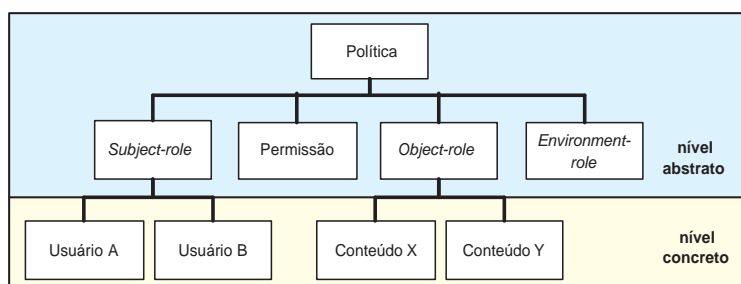 Política
Subject-role
Permissão
Object-role
Environment-
role
nível
abstrato
Usuário A
Usuário B
Conteúdo X
Conteúdo Y
nível
concreto